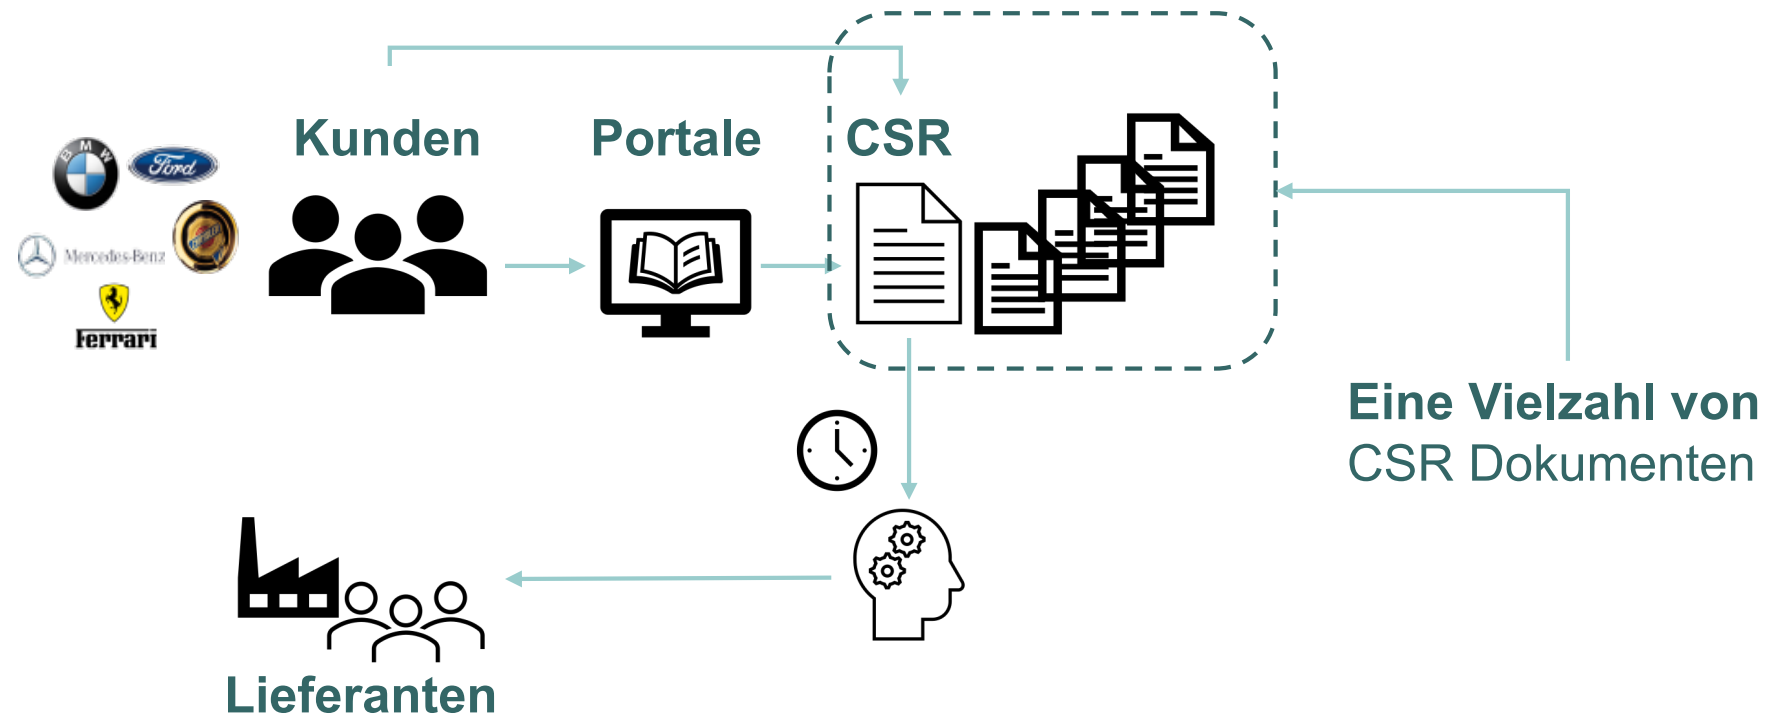 Kunden
Portale
CSR
BMW
Ford
Mercedes-Benz
Ferrari
Eine Vielzahl von
CSR Dokumenten
Lieferanten